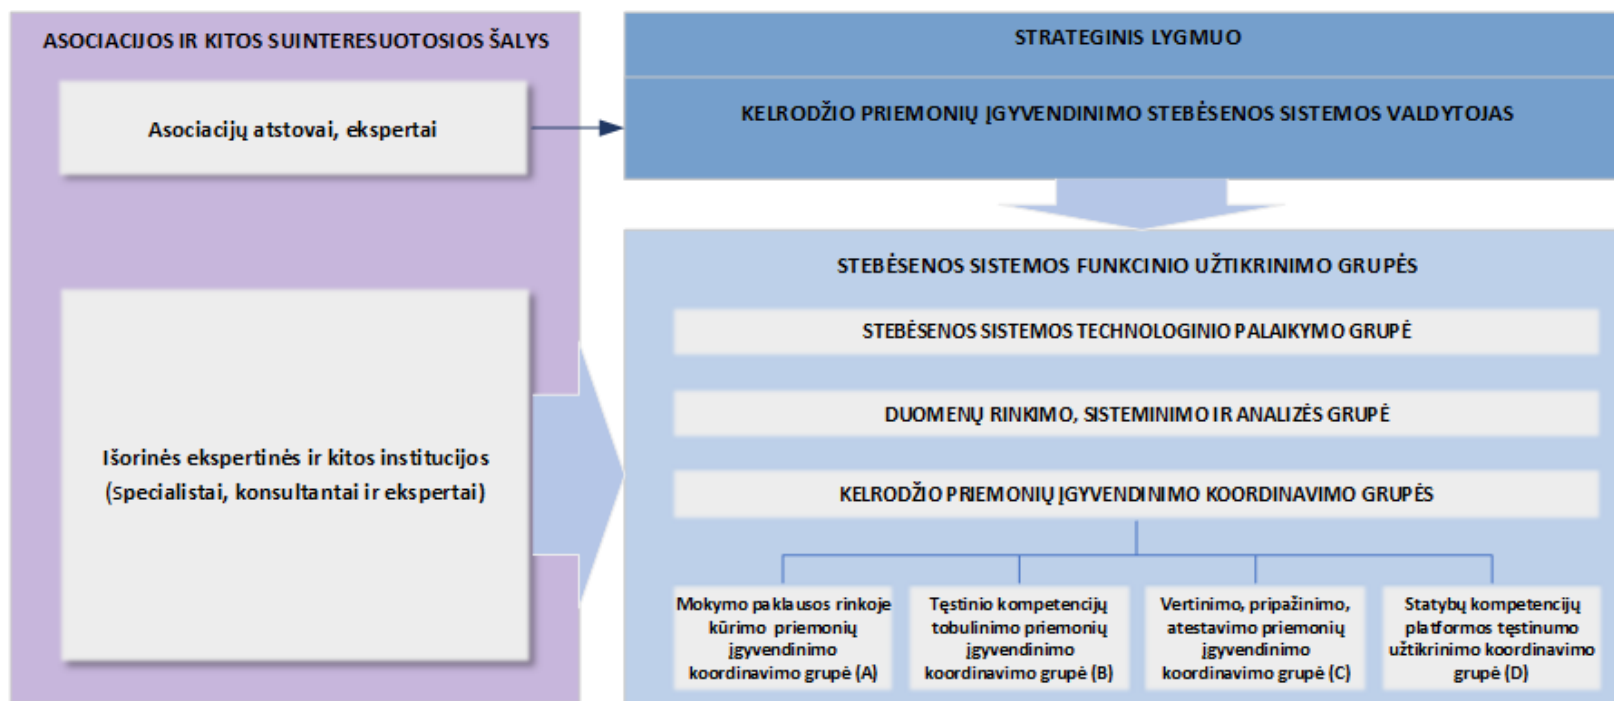 ASOCIACIJOS IR KITOS SUINTERESUOTOSIOS ŠALYS
Asociacijų atstovai, ekspertai
Išorinės ekspertinės ir kitos institucijos
(specialistai, konsultantai ir ekspertai)
STRATEGINIS LYGMUO
KELRODŽIO PRIEMONIŲ ĮGYVENDINIMO STEBĖSENOS SISTEMOS VALDYTOJAS
STEBĖSENOS SISTEMOS FUNKCINIO UŽTIKRINIMO GRUPĖS
STEBĖSENOS SISTEMOS TECHNOLOGINIO PALAIKYMO GRUPĖ
DUOMENŲ RINKIMO, SISTEMINIMO IR ANALIZĖS GRUPĖ
KELRODŽIO PRIEMONIŲ ĮGYVENDINIMO KOORDINAVIMO GRUPĖS
Mokymo paklausos rinkoje
kūrimo priemonių
įgyvendinimo
koordinavimo grupė (A)
Tęstinio kompetencijų
tobulinimo priemonių
įgyvendinimo
koordinavimo grupė (B)
Vertinimo, pripažinimo,
atestavimo priemonių
įgyvendinimo
koordinavimo grupė (C)
Statybų kompetencijų
platformos tęstinumo
užtikrinimo koordinavimo
grupė (D)